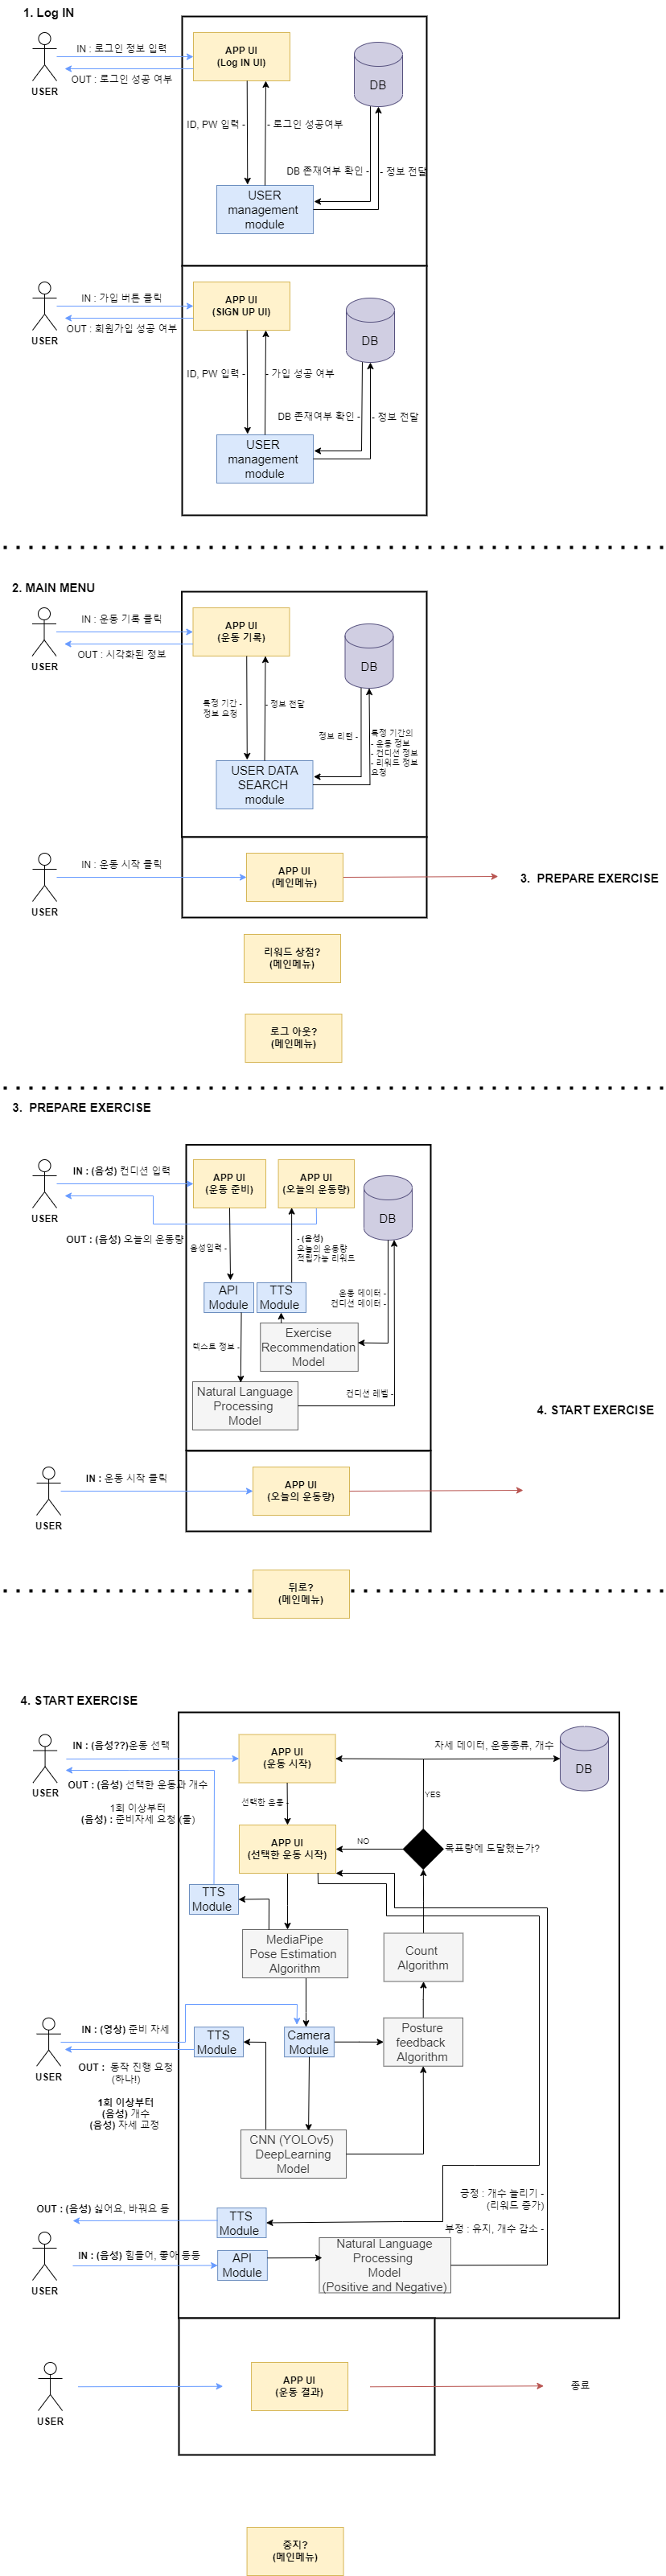 1. Log IN
IN : 로그인 정보 입력
OUT : 로그인 성공 여부
USER
APP UI
(Log IN UI)
DB
ID, PW 입력 -
- 로그인 성공여부
DB 존재여부 확인 -
- 정보 전달
USER
management
module
IN : 가입 버튼 클릭
OUT : 회원가입 성공 여부
USER
APP UI
(SIGN UP UI)
DB
ID, PW 입력 -
- 가입 성공 여부
DB 존재여부 확인 -
- 정보 전달
USER
management
module
2. MAIN MENU
IN : 운동 기록 클릭
OUT : 시각화된 정보
USER
APP UI
(운동 기록)
DB
특정 기간 -
정보 요청
- 정보 전달
정보 리턴 -
특정 기간의
- 운동 정보
- 컨디션 정보
- 리워드 정보
요청
USER DATA
SEARCH
module
IN : 운동 시작 클릭
USER
APP UI
(메인메뉴)
3. PREPARE EXERCISE
리워드 상점?
(메인메뉴)
로그 아웃?
(메인메뉴)
3. PREPARE EXERCISE
IN : (음성) 컨디션 입력
USER
OUT : (음성) 오늘의 운동량
APP UI
(운동 준비)
APP UI
(오늘의 운동량)
DB
음성입력 -
- (음성)
오늘의 운동량
적립가능 리워드
API
Module
TTS
Module
운동 데이터 -
컨디션 데이터 -
텍스트 정보 -
Exercise
Recommendation
Model
Natural Language
Processing
Model
컨디션 레벨 -
4. START EXERCISE
IN : 운동 시작 클릭
USER
APP UI
(오늘의 운동량)
뒤로?
(메인메뉴)
4. START EXERCISE
IN : (음성??)운동 선택
USER
OUT : (음성) 선택한 운동과 개수
1회 이상부터
(음성) : 준비자세 요청 (둘)
APP UI
(운동 시작)
자세 데이터, 운동종류, 개수
DB
선택한 운동 -
YES
APP UI
(선택한 운동 시작)
NO
목표량에 도달했는가?
TTS
Module
MediaPipe
Pose Estimation
Algorithm
Count
Algorithm
IN : (영상) 준비 자세
USER
OUT : 동작 진행 요청
(하나!)
1회 이상부터
(음성) 개수
(음성) 자세 교정
TTS
Module
Camera
Module
Posture
feedback
Algorithm
CNN (YOLOv5)
DeepLearning
Model
긍정 : 개수 늘리기 -
(리워드 증가)
부정 : 유지, 개수 감소 -
OUT : (음성) 싫어요, 바꿔요 등
TTS
Module
IN : (음성) 힘들어, 좋아 등등
USER
API
Module
Natural Language
Processing
Model
(Positive and Negative)
USER
APP UI
(운동 결과)
종료
중지?
(메인메뉴)